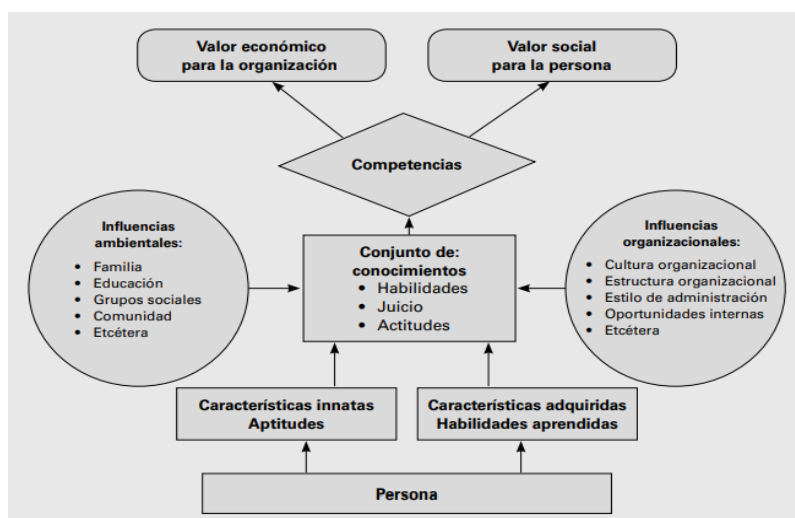 Valor económico
para la organización
Valor social
para la persona
Competencias
Influencias
ambientales:
• Familia
• Educación
• Grupos sociales
• Comunidad
• Etcétera
Conjunto de:
conocimientos
• Habilidades
• Juicio
• Actitudes
Influencias
organizacionales:
• Cultura organizacional
• Estructura organizacional
• Estilo de administración
• Oportunidades internas
• Etcétera
Características innatas
Aptitudes
Características adquiridas
Habilidades aprendidas
Persona